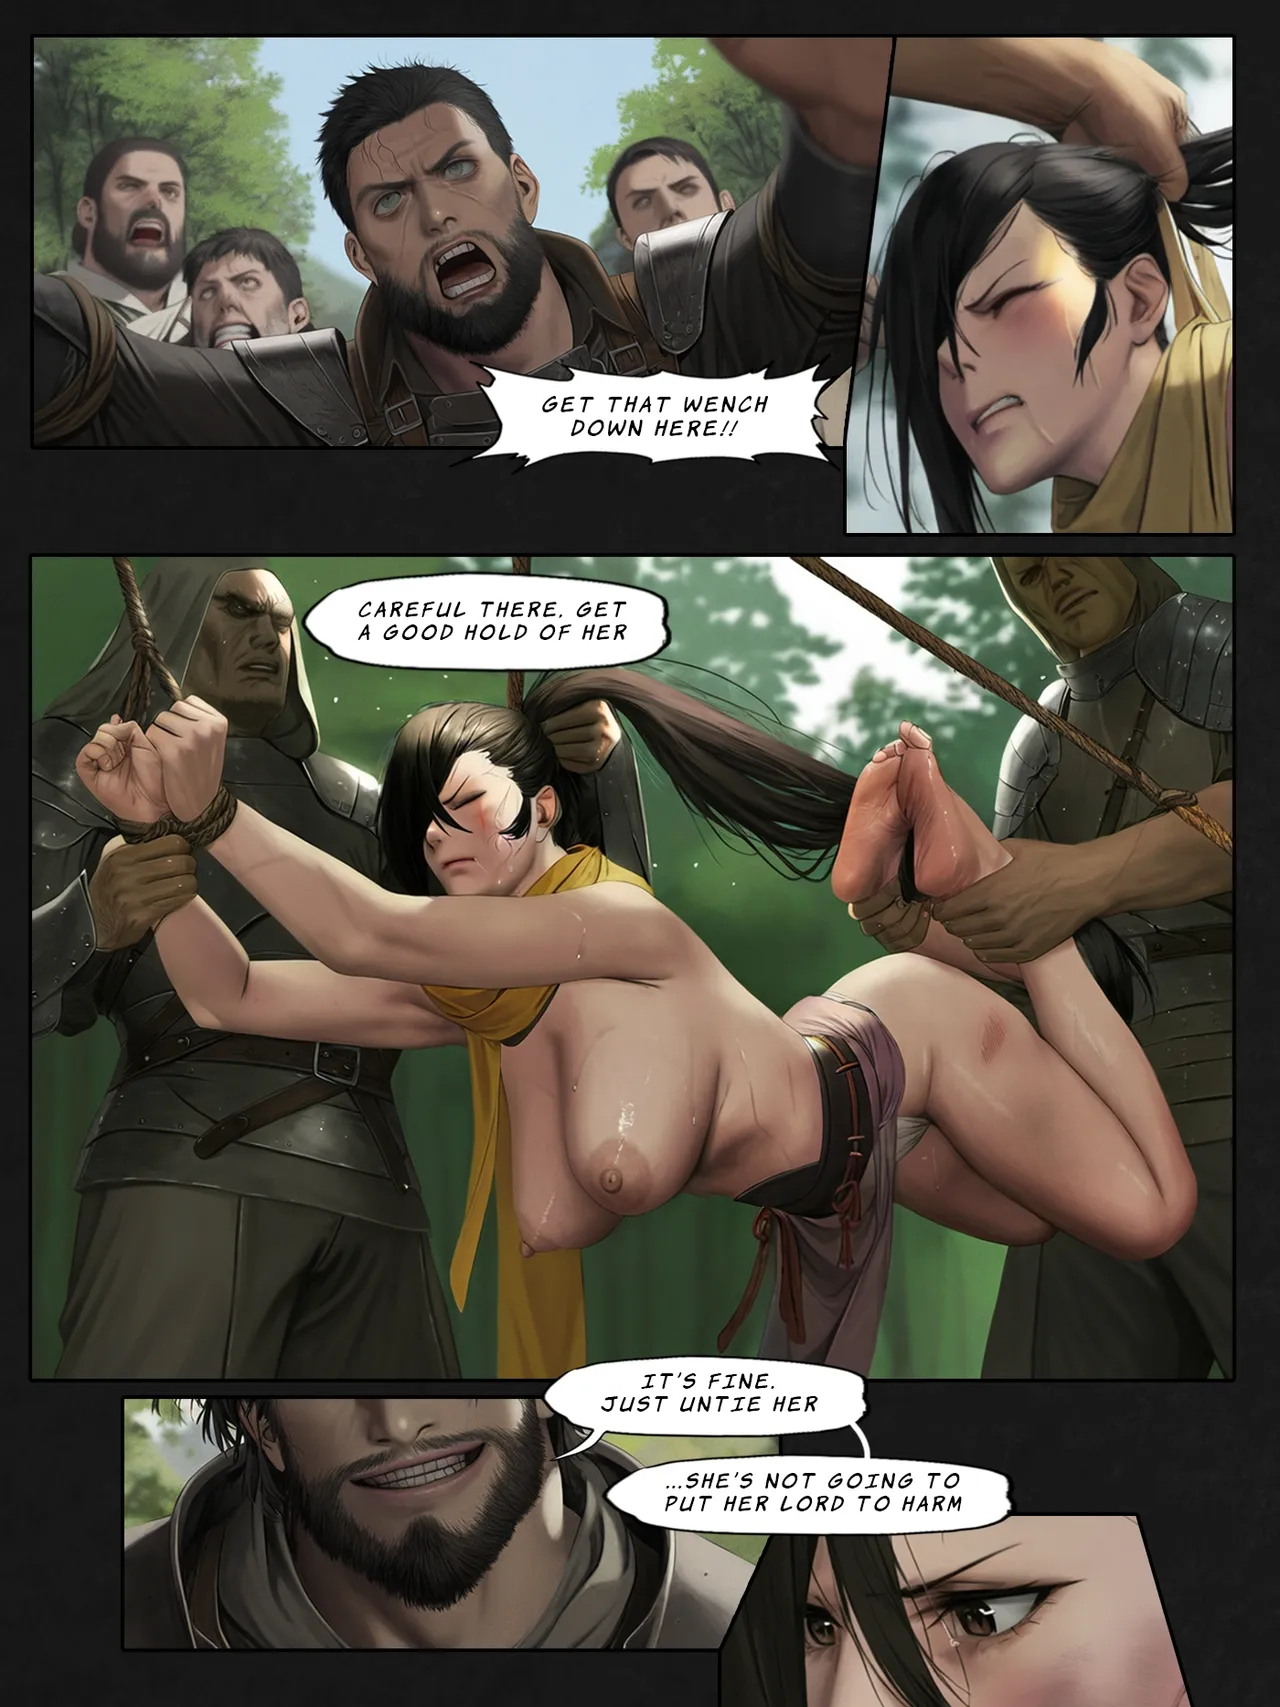 GET THAT WENCH
DOWN HERE!!
CAREFUL THERE. GET
A GOOD HOLD OF HER
IT'S FINE.
JUST UNTIE HER
...SHE'S NOT GOING TO
PUT HER LORD TO HARM